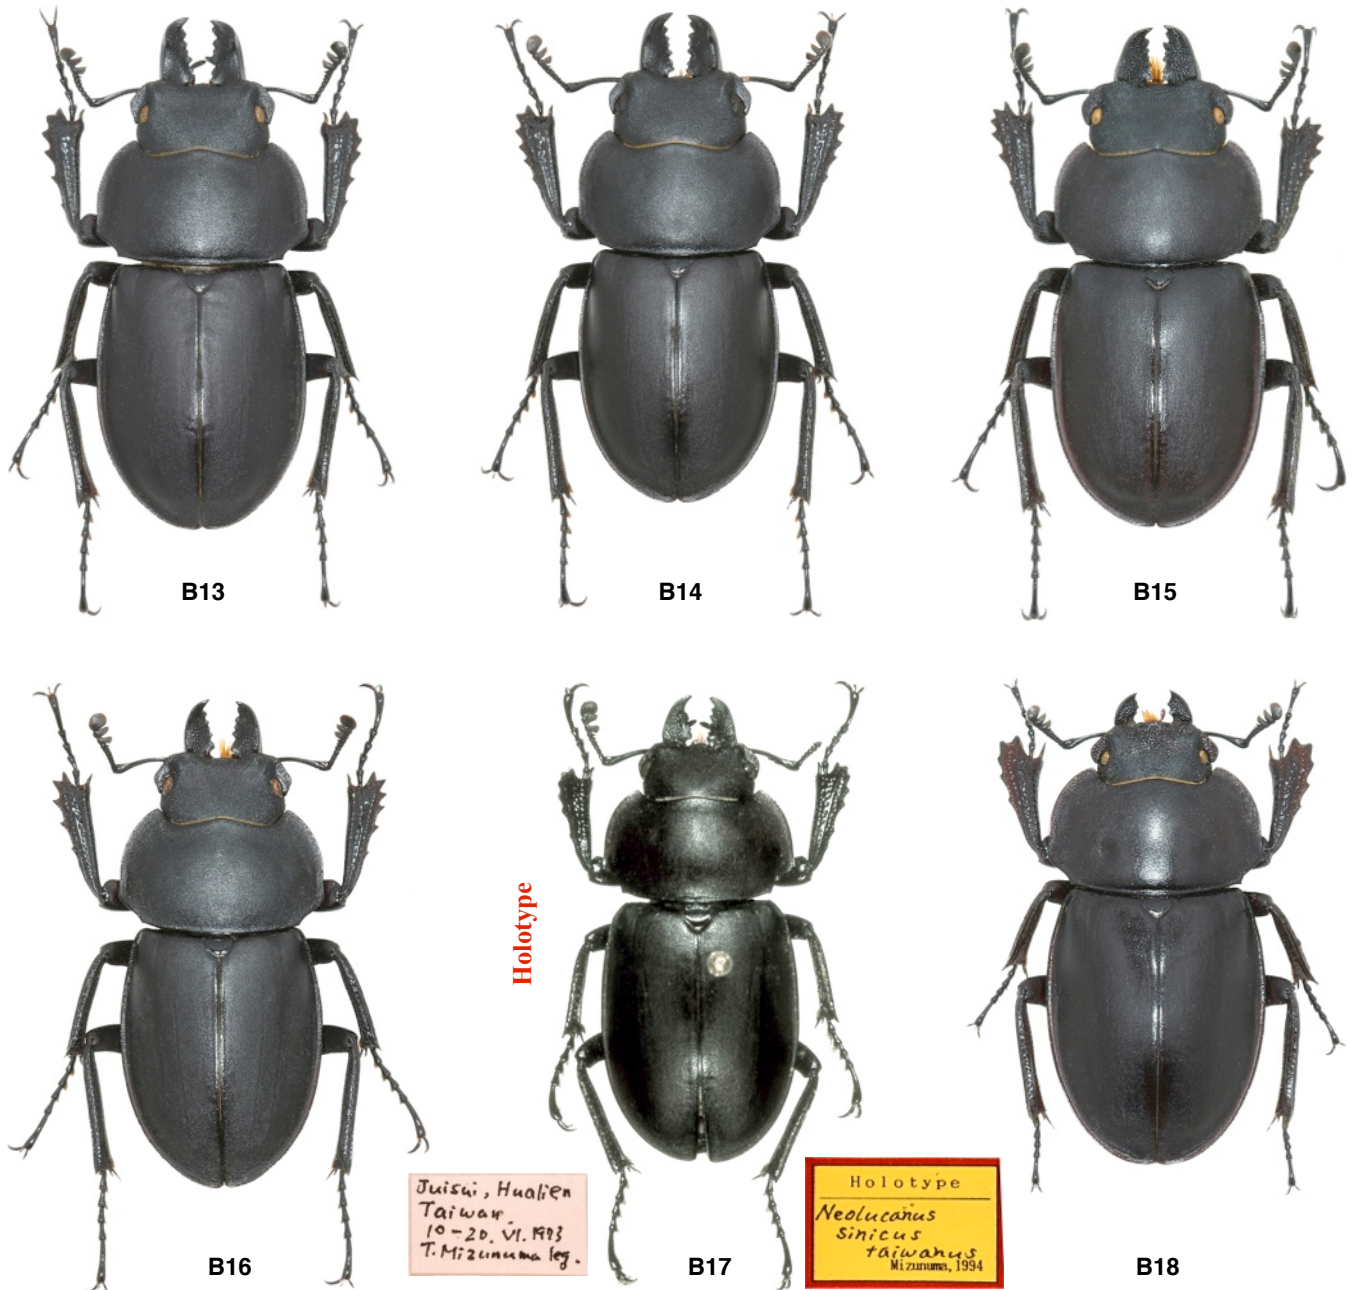 B13
B14
B15
Holotype
Juisui, Hualien
Taiwan
10-20. VI. 1993
T. Mizunuma leg.
Holotype
Neolucanus
sinicus
taiwanus
Mizunuma, 1994
B16
B17
B18